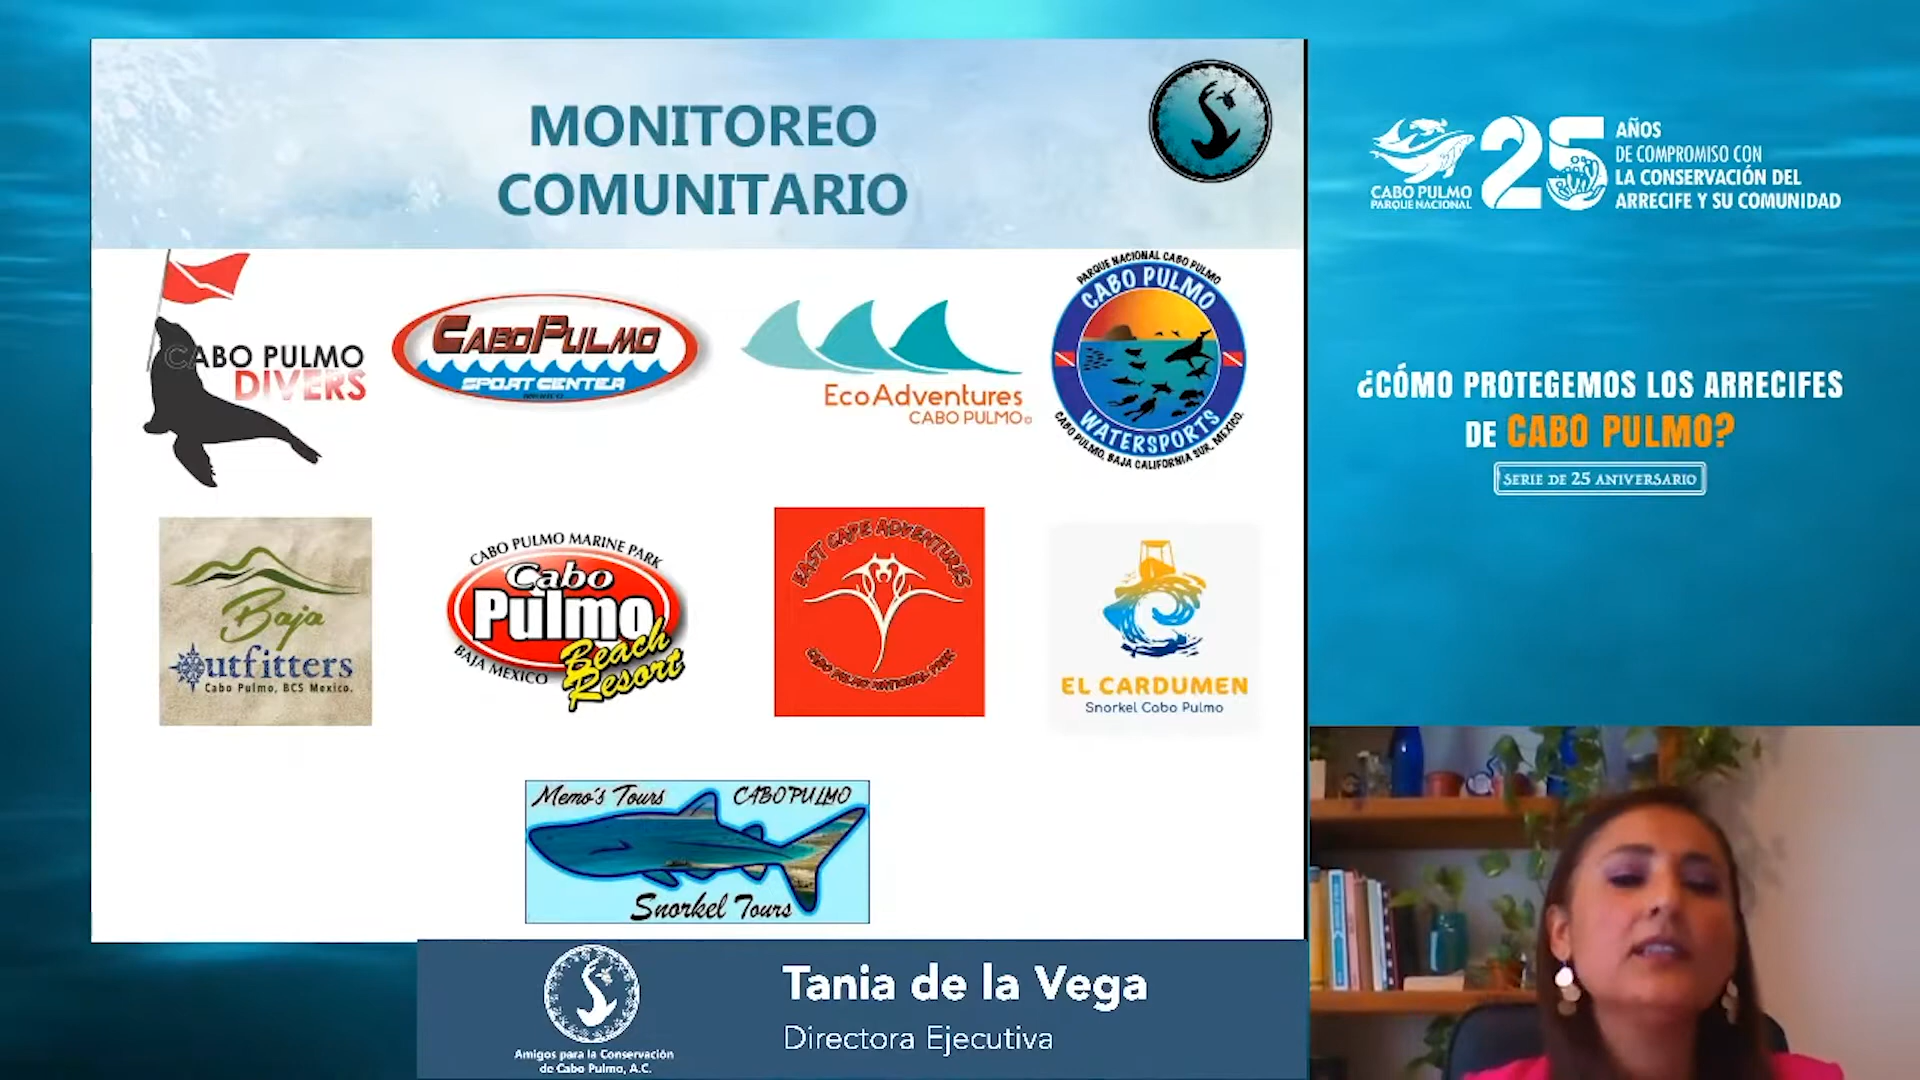 MONITOREO
COMUNITARIO
CABO PULMO
DIVERS
CABO PULMO
SPORT CENTER
EcoAdventures
CABO PULMO
PARQUE NACIONAL CABO PULMO
CABO PULMO
WATERSPORTS
CABO PULMO, BAJA CALIFORNIA SUR, MEXICO.
Baja
Outfitters
Cabo Pulmo, BCS Mexico.
CABO PULMO MARINE PARK
Cabo
Pulmo
Beach
Resort
BAJA MEXICO
EAST CAPE ADVENTURES
CABO PULMO NATIONAL PARK
EL CARDUMEN
Snorkel Cabo Pulmo
Memo's Tours CABO PULMO
Snorkel Tours
Amigos para la Conservación
de Cabo Pulmo, A.C.
Tania de la Vega
Directora Ejecutiva
CABO PULMO
PARQUE NACIONAL
25
AÑOS
DE COMPROMISO CON
LA CONSERVACIÓN DEL
ARRECIFE Y SU COMUNIDAD
¿CÓMO PROTEGEMOS LOS ARRECIFES
DE CABO PULMO?
SERIE DE 25 ANIVERSARIO